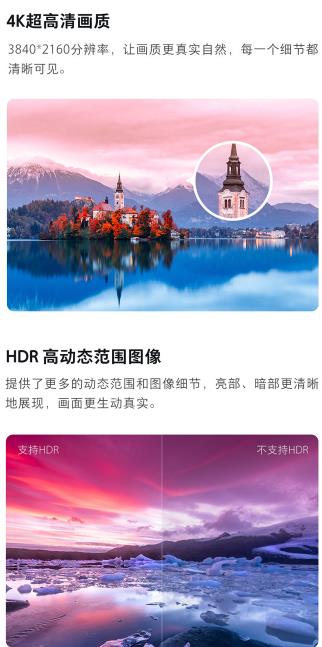 4K超高清画质
3840*2160分辨率，让画质更真实自然，每一个细节都
清晰可见。
HDR 高动态范围图像
提供了更多的动态范围和图像细节，亮部、暗部更清晰
地展现，画面更生动真实。
支持HDR
不支持HDR